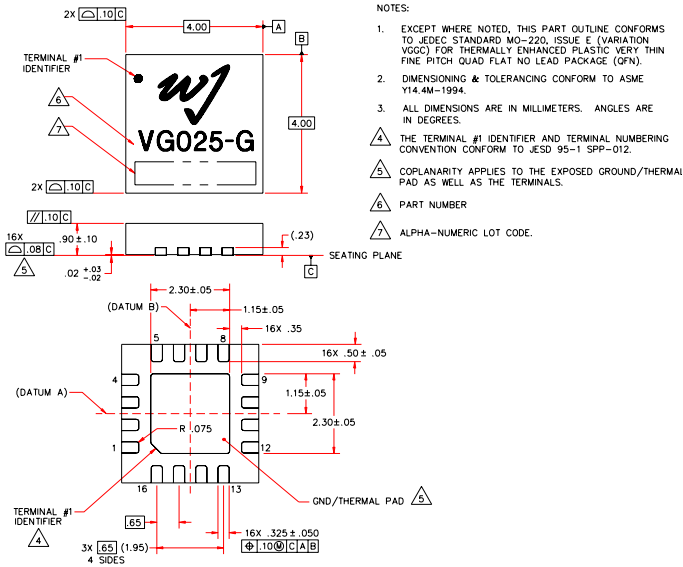 2X ⌓ .10 C
4.00
A
B
TERMINAL #1
IDENTIFIER
wj
6
VG025-G
4.00
7
2X ⌓ .10 C
// .10 C
16X
⌓ .08 C
5
.90±.10
(.23)
SEATING PLANE
.02 +.03
-.02
C
2.30±.05
(DATUM B)
1.15±.05
16X .35
5
8
16X .50± .05
4
9
(DATUM A)
1.15±.05
2.30±.05
R .075
1
12
16
13
GND/THERMAL PAD 5
TERMINAL #1
IDENTIFIER
4
.65
16X .325±.050
⌖ .10 Ⓜ C A B
3X .65 (1.95)
4 SIDES
NOTES:
1. EXCEPT WHERE NOTED, THIS PART OUTLINE CONFORMS
TO JEDEC STANDARD MO-220, ISSUE E (VARIATION
VGGC) FOR THERMALLY ENHANCED PLASTIC VERY THIN
FINE PITCH QUAD FLAT NO LEAD PACKAGE (QFN).
2. DIMENSIONING & TOLERANCING CONFORM TO ASME
Y14.4M-1994.
3. ALL DIMENSIONS ARE IN MILLIMETERS. ANGLES ARE
IN DEGREES.
4 THE TERMINAL #1 IDENTIFIER AND TERMINAL NUMBERING
CONVENTION CONFORM TO JESD 95-1 SPP-012.
5 COPLANARITY APPLIES TO THE EXPOSED GROUND/THERMAL
PAD AS WELL AS THE TERMINALS.
6 PART NUMBER
7 ALPHA-NUMERIC LOT CODE.